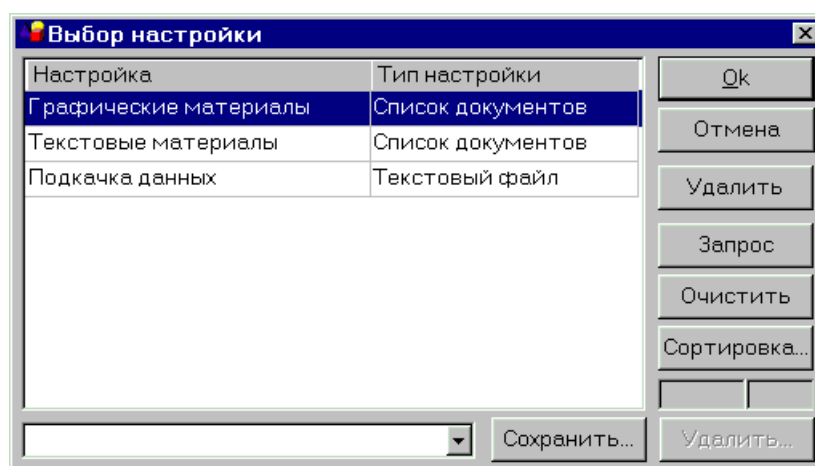 Выбор настройки
Настройка Тип настройки
Графические материалы Список документов
Текстовые материалы Список документов
Подкачка данных Текстовый файл
Ok
Отмена
Удалить
Запрос
Очистить
Сортировка...
Сохранить... Удалить...